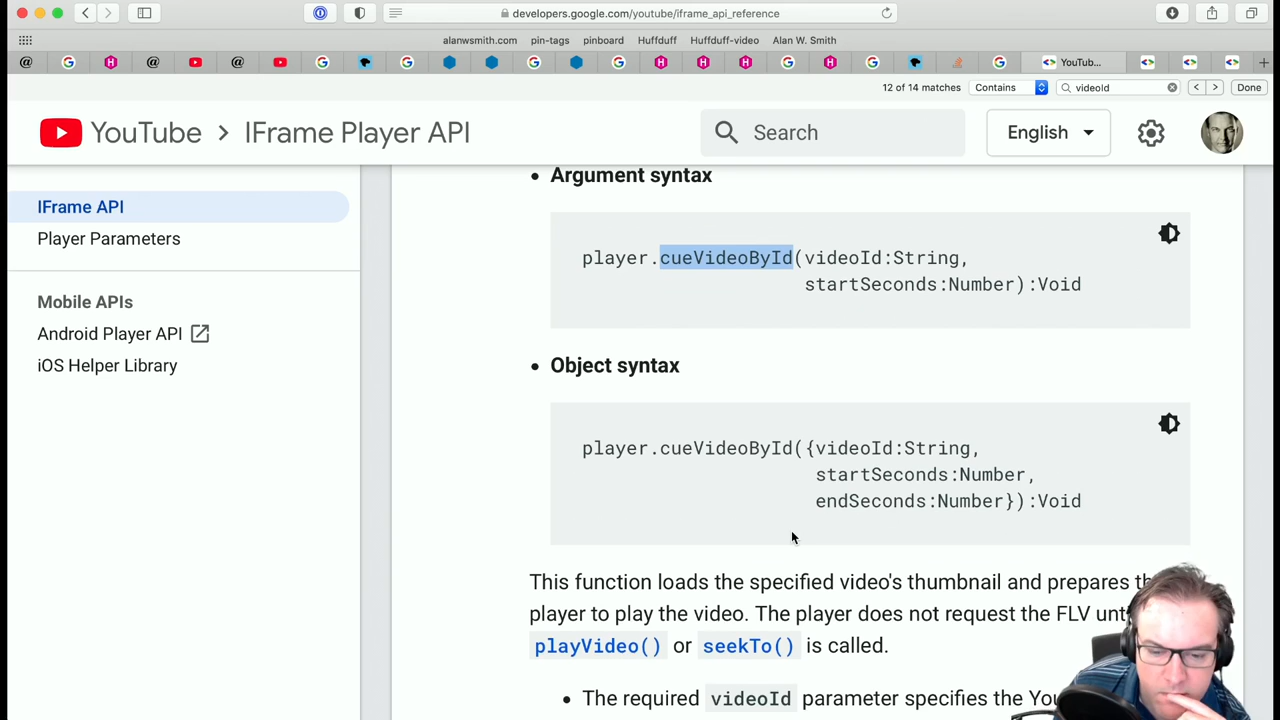 developers.google.com/youtube/iframe_api_reference
alanwsmith.com pin-tags pinboard Huffduff Huffduff-video Alan W. Smith
YouTub...
12 of 14 matches Contains videoId Done
YouTube > IFrame Player API Search English
IFrame API
Player Parameters
Mobile APIs
Android Player API
iOS Helper Library
• Argument syntax
player.cueVideoById(videoId:String,
startSeconds:Number):Void
• Object syntax
player.cueVideoById({videoId:String,
startSeconds:Number,
endSeconds:Number}):Void
This function loads the specified video's thumbnail and prepares
player to play the video. The player does not request the FLV
playVideo() or seekTo() is called.
• The required videoId parameter specifies the